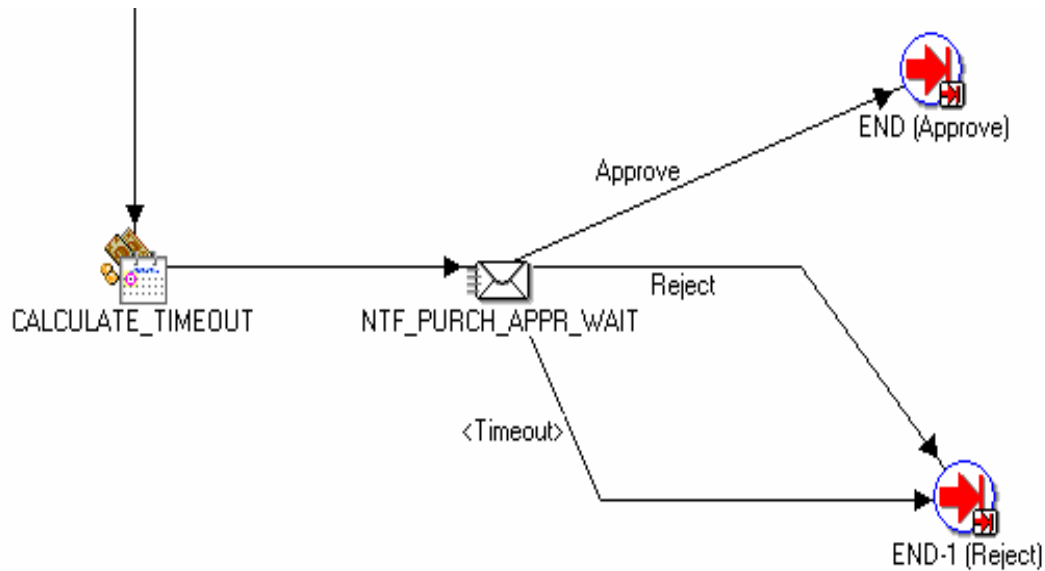 END (Approve)
Approve
Reject
CALCULATE_TIMEOUT
NTF_PURCH_APPR_WAIT
<Timeout>
END-1 (Reject)